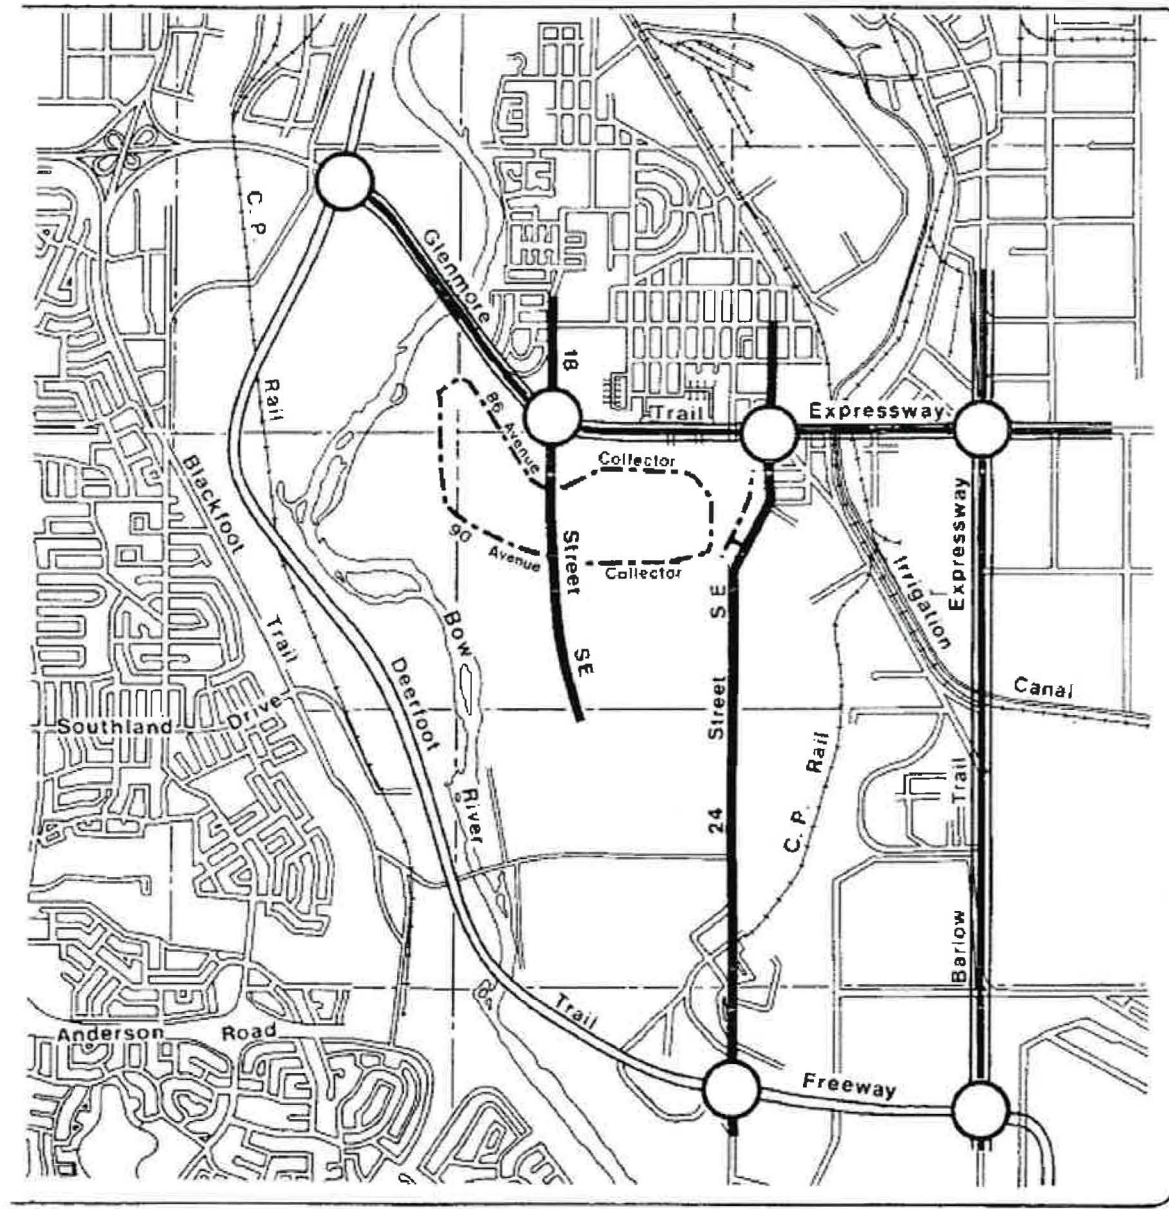 C. P. Rail
Glenmore Trail Expressway
18 Street SE
86 Avenue Collector
90 Avenue Collector
Blackfoot Trail
Irrigation Canal
Bow River
Deerfoot Trail Freeway
24 Street SE
Barlow Trail Expressway
Southland Drive
C. P. Rail
Anderson Road